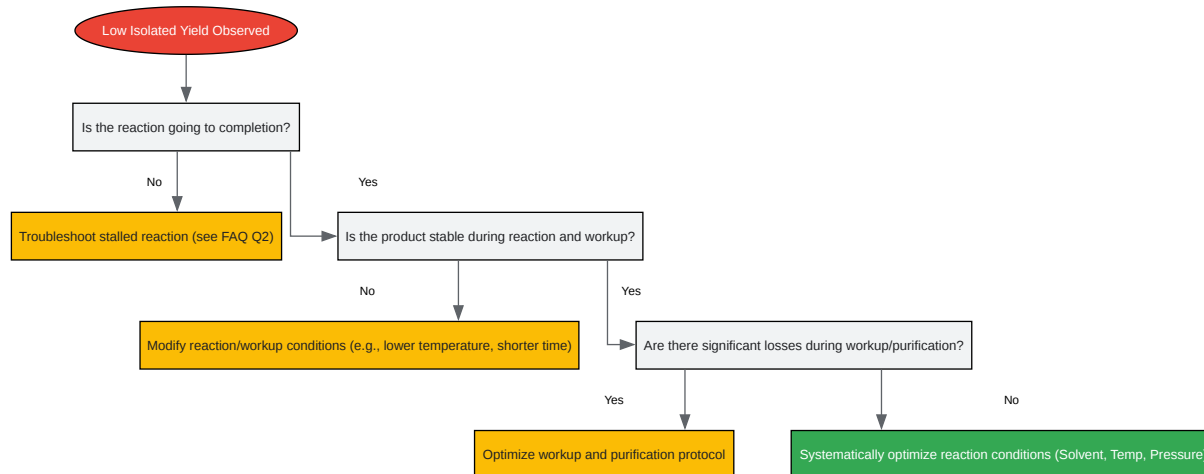 Low Isolated Yield Observed
Is the reaction going to completion?
No
Yes
Troubleshoot stalled reaction (see FAQ Q2)
Is the product stable during reaction and workup?
No
Yes
Modify reaction/workup conditions (e.g., lower temperature, shorter time)
Are there significant losses during workup/purification?
Yes
No
Optimize workup and purification protocol
Systematically optimize reaction conditions (Solvent, Temp, Pressure